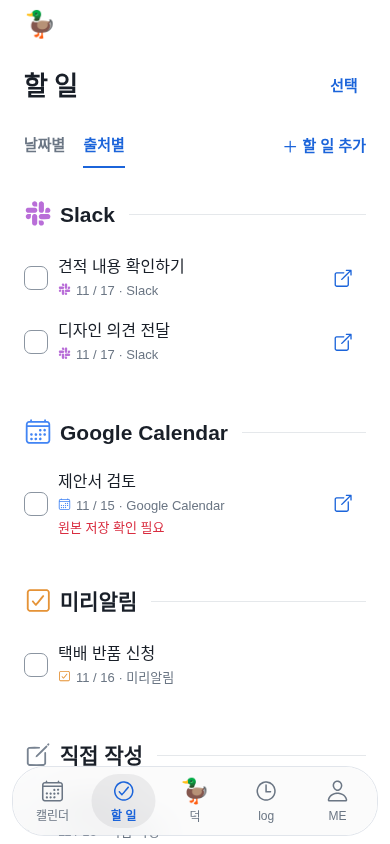 할 일
선택
날짜별 출처별
할 일 추가
Slack
견적 내용 확인하기
11 / 17 · Slack
디자인 의견 전달
11 / 17 · Slack
Google Calendar
제안서 검토
11 / 15 · Google Calendar
원본 저장 확인 필요
미리알림
택배 반품 신청
11 / 16 · 미리알림
직접 작성
캘린더 할 일 덕 log ME